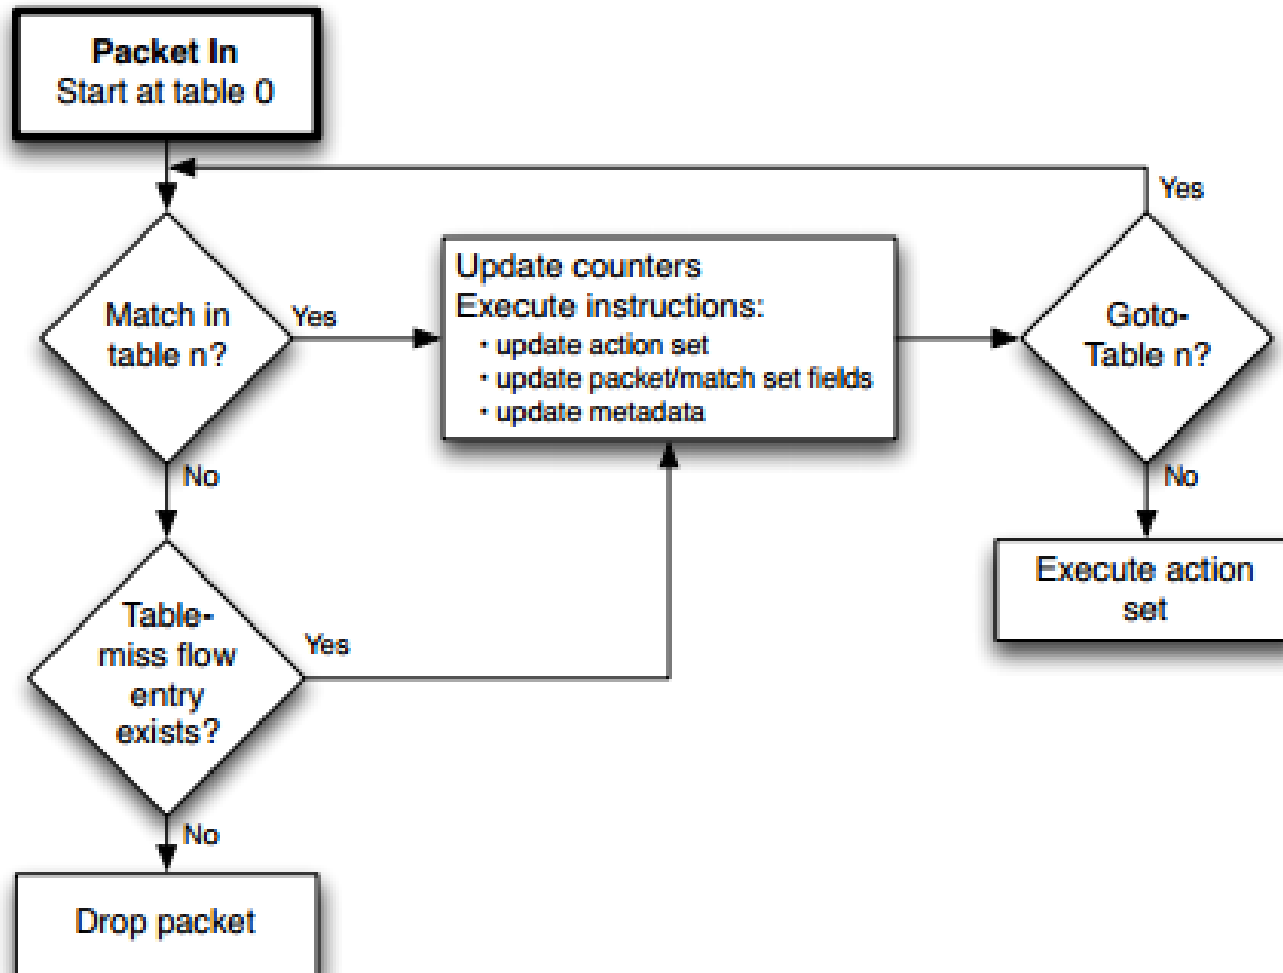 Packet In
Start at table 0
Yes
Match in
table n?
Yes
Update counters
Execute instructions:
• update action set
• update packet/match set fields
• update metadata
Goto-
Table n?
No
No
Execute action
set
Table-
miss flow
entry
exists?
Yes
No
Drop packet